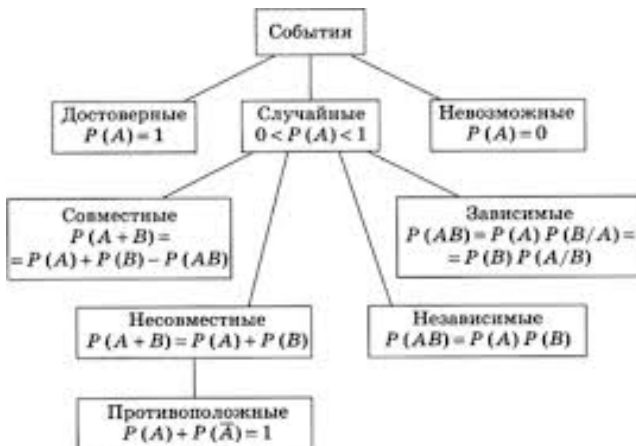 События
Достоверные
P (A) = 1
Случайные
0 < P (A) < 1
Невозможные
P (A) = 0
Совместные
P (A + B) =
= P (A) + P (B) − P (AB)
Зависимые
P (AB) = P (A) P (B/A) =
= P (B) P (A/B)
Несовместные
P (A + B) = P (A) + P (B)
Независимые
P (AB) = P (A) P (B)
Противоположные
P (A) + P (A̅) = 1